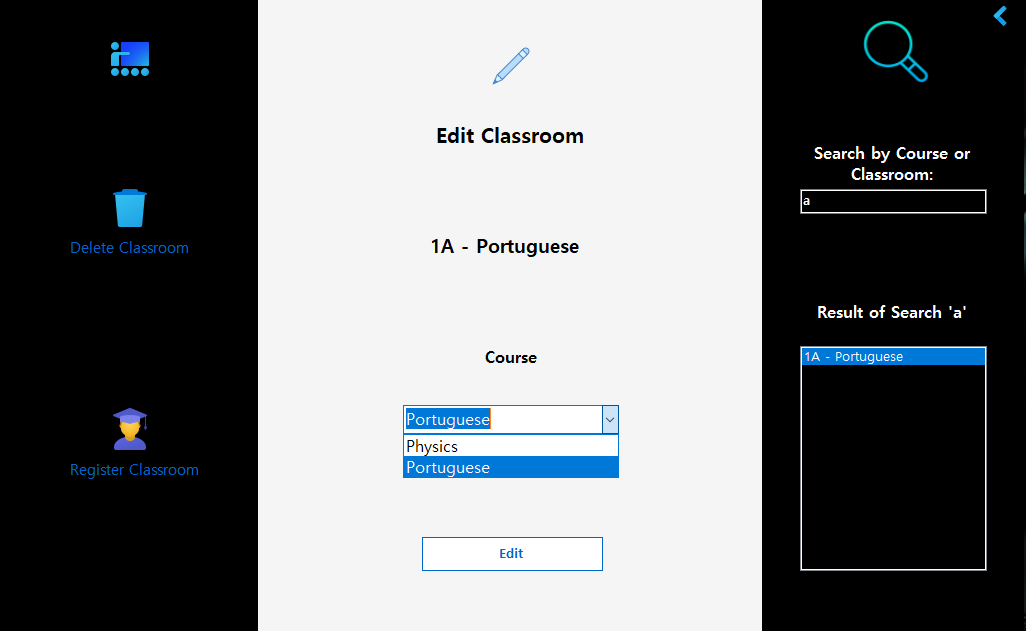 Delete Classroom
Register Classroom
Edit Classroom
1A - Portuguese
Course
Portuguese
Physics
Portuguese
Edit
Search by Course or
Classroom:
a
Result of Search 'a'
1A - Portuguese